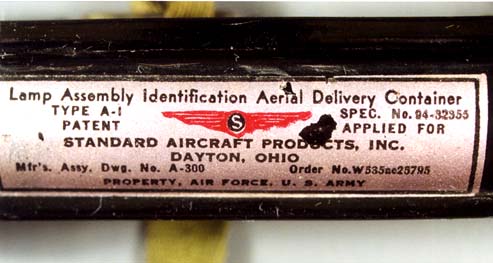 Lamp Assembly Identification Aerial Delivery Container
TYPE A-1 SPEC. No. 94-32355
PATENT S APPLIED FOR
STANDARD AIRCRAFT PRODUCTS, INC.
DAYTON, OHIO
Mfr's. Assy. Dwg. No. A-300 Order No. W535ac25795
PROPERTY, AIR FORCE, U. S. ARMY